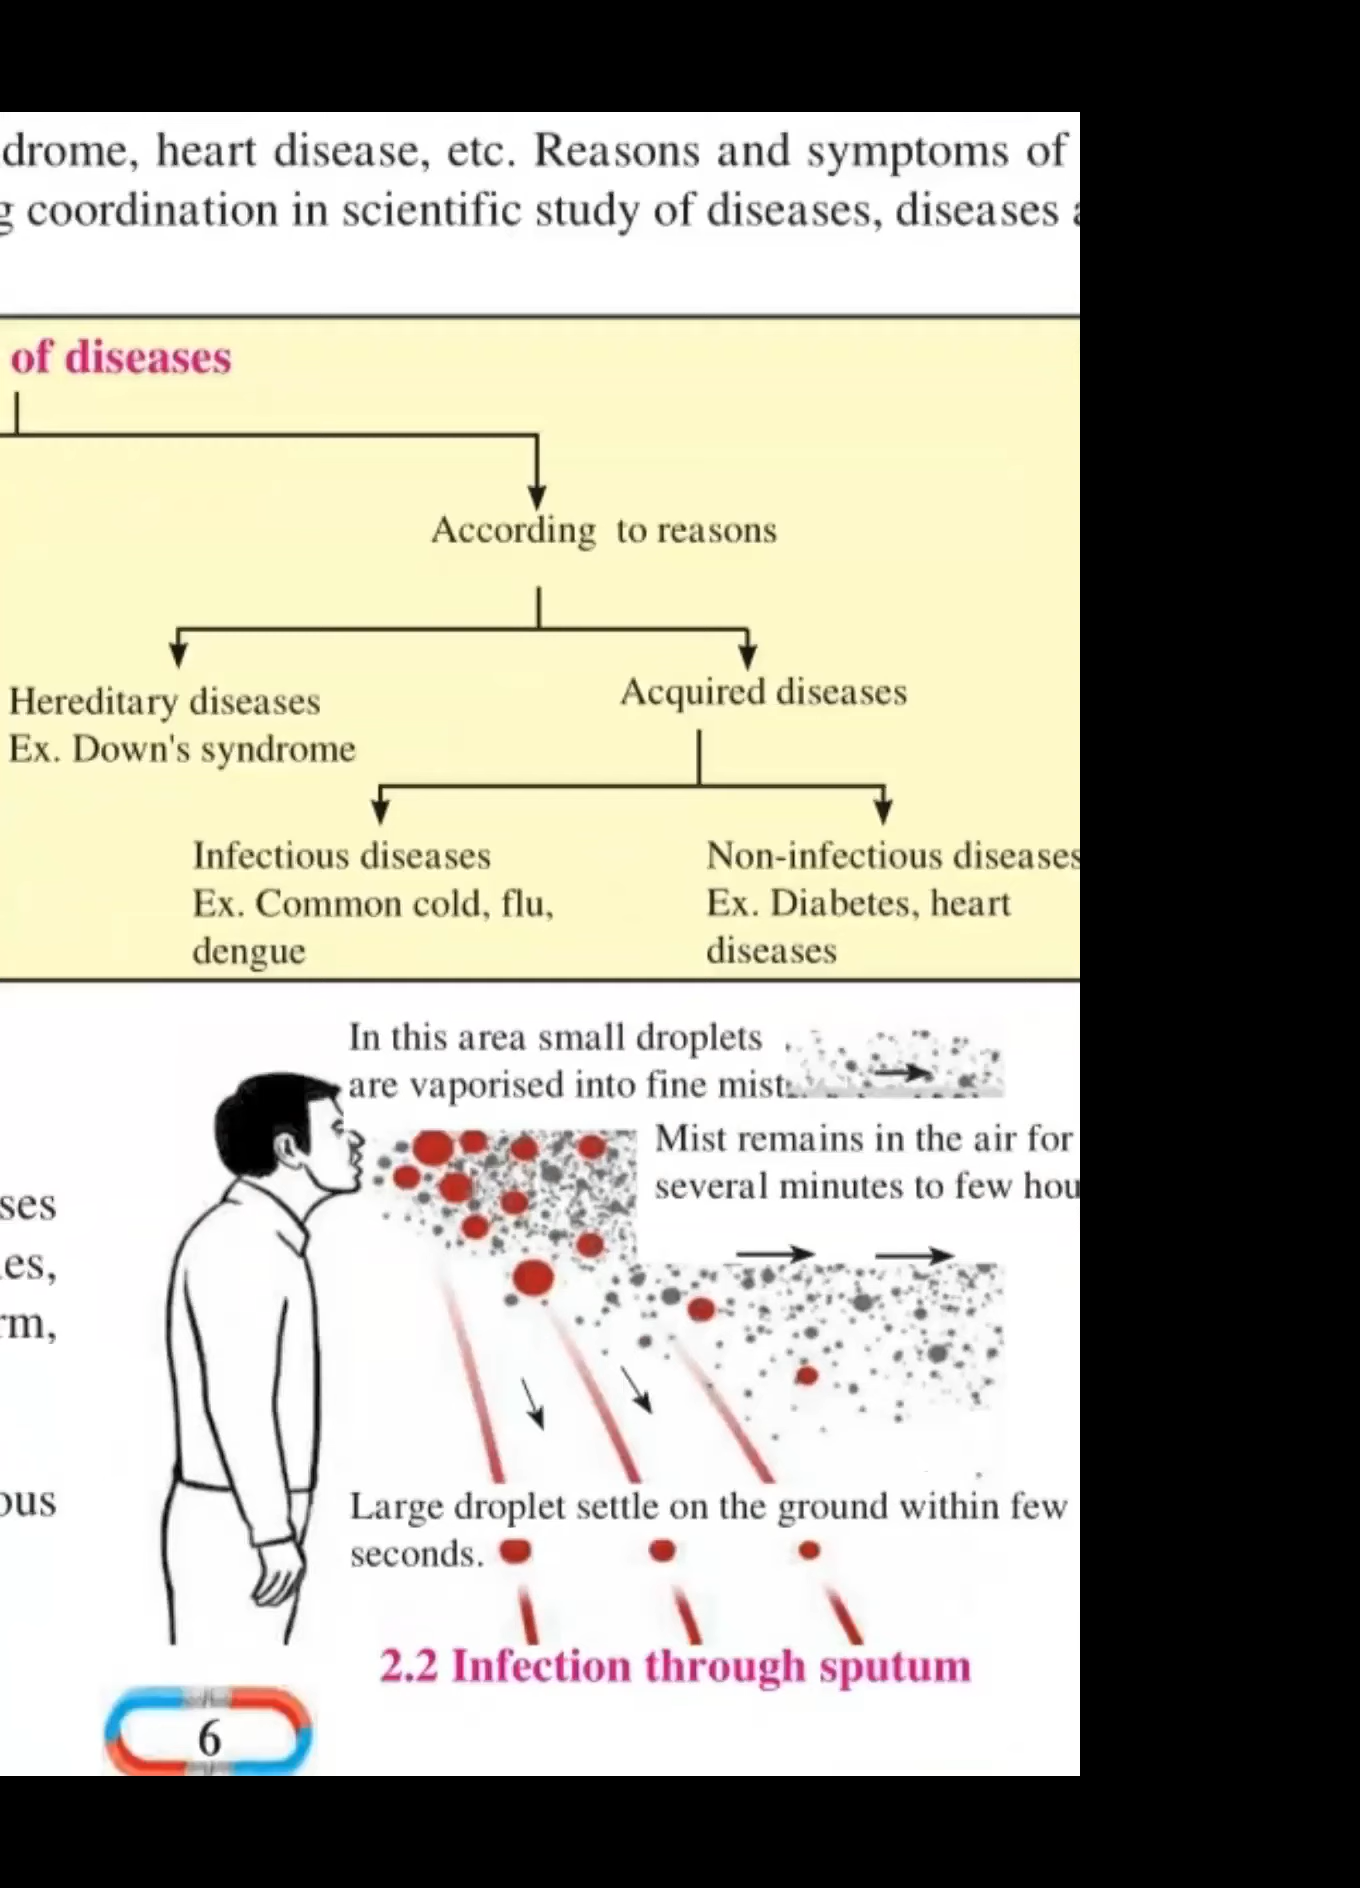 drome, heart disease, etc. Reasons and symptoms of
g coordination in scientific study of diseases, diseases
of diseases
According to reasons
Hereditary diseases
Ex. Down's syndrome
Acquired diseases
Infectious diseases
Ex. Common cold, flu,
dengue
Non-infectious diseases
Ex. Diabetes, heart
diseases
In this area small droplets
are vaporised into fine mist
Mist remains in the air for
several minutes to few hou
ses
es,
rm,
ous
Large droplet settle on the ground within few
seconds.
2.2 Infection through sputum
6